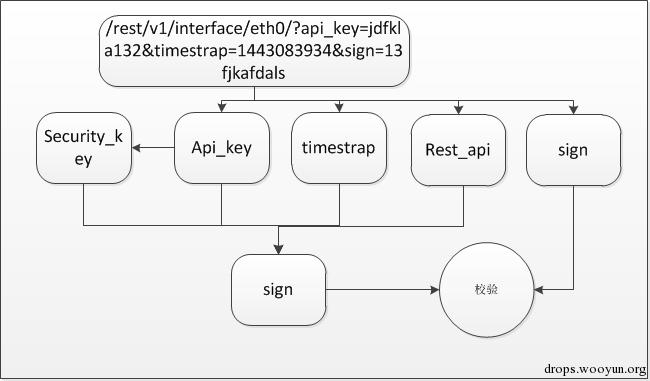 /rest/v1/interface/eth0/?api_key=jdfkl
a132&timestrap=1443083934&sign=13
fjkafdals
Security_k
ey
Api_key
timestrap
Rest_api
sign
sign
校验
drops.wooyun.org